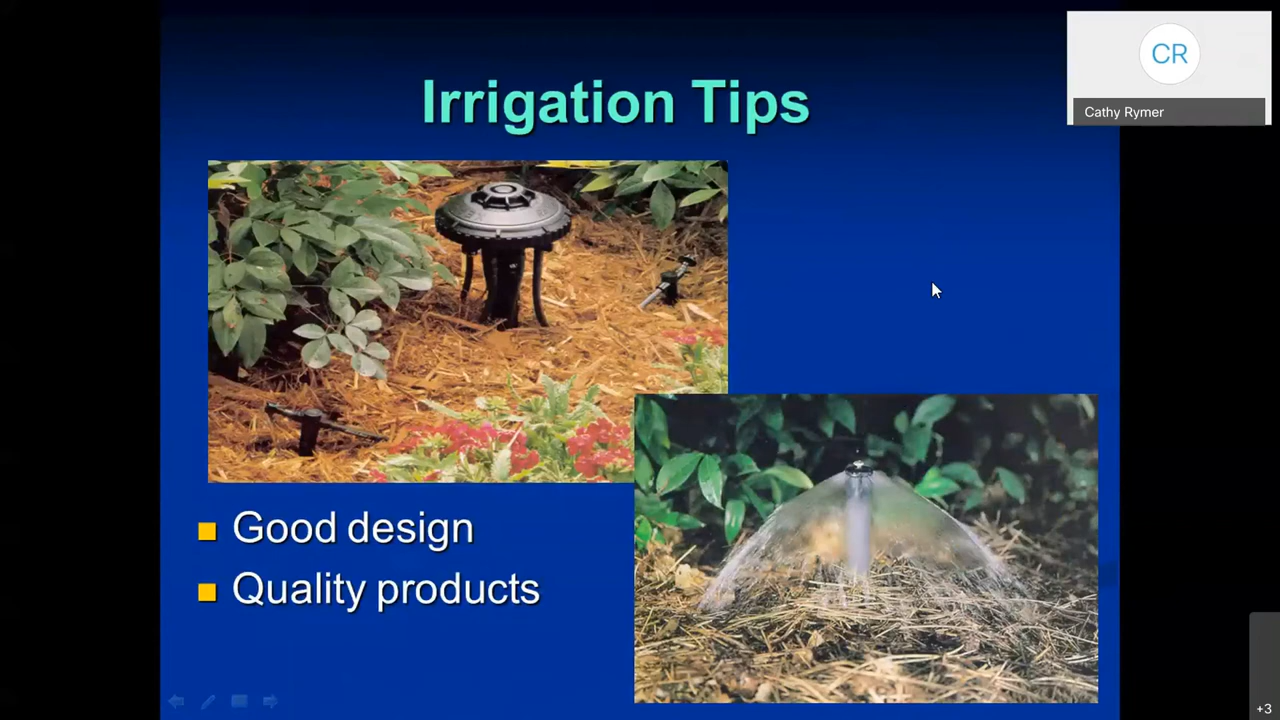 Irrigation Tips
CR
Cathy Rymer
Good design
Quality products
+3